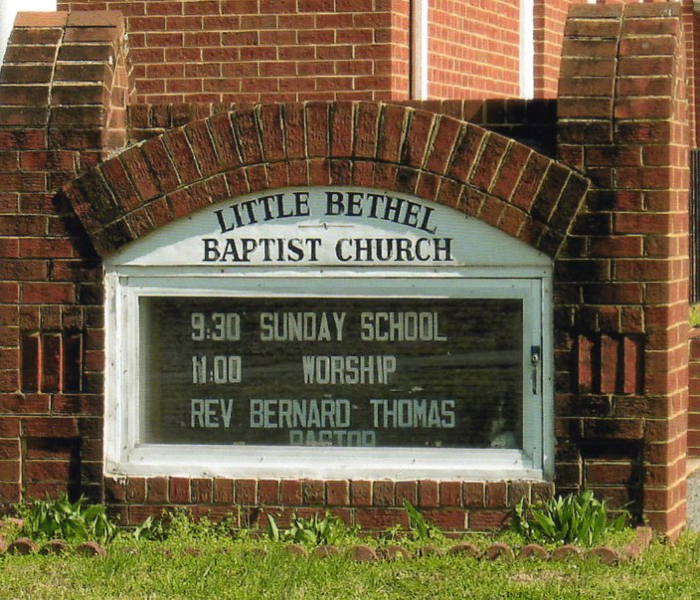 LITTLE BETHEL
BAPTIST CHURCH
9:30 SUNDAY SCHOOL
11:00 WORSHIP
REV BERNARD THOMAS
PASTOR